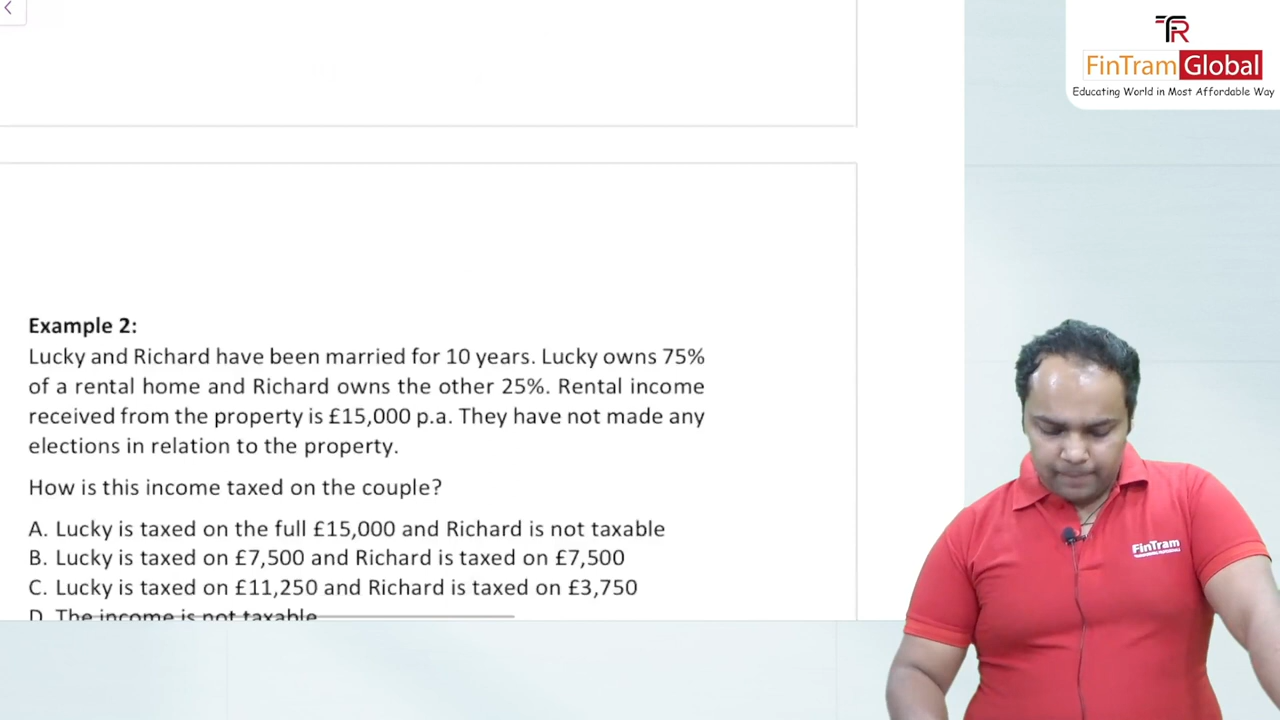 FinTram Global
Educating World in Most Affordable Way
Example 2:
Lucky and Richard have been married for 10 years. Lucky owns 75%
of a rental home and Richard owns the other 25%. Rental income
received from the property is £15,000 p.a. They have not made any
elections in relation to the property.
How is this income taxed on the couple?
A. Lucky is taxed on the full £15,000 and Richard is not taxable
B. Lucky is taxed on £7,500 and Richard is taxed on £7,500
C. Lucky is taxed on £11,250 and Richard is taxed on £3,750
D. The income is not taxable
FinTram